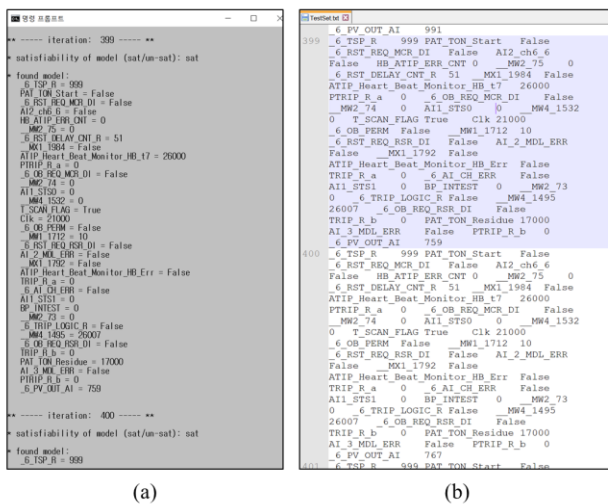 명령 프롬프트
** ----- iteration:  399 ----- **
* satisfiability of model (sat/un-sat): sat
* found model:
_6_TSP_R = 999
PAT_TON_Start = False
_6_RST_REQ_MCR_DI = False
AI2_ch6_6 = False
HB_ATIP_ERR_CNT = 0
__MW2_75 = 0
_6_RST_DELAY_CNT_R = 51
__MX1_1984 = False
ATIP_Heart_Beat_Monitor_HB_t7 = 26000
PTRIP_R_a = 0
_6_OB_REQ_MCR_DI = False
__MW2_74 = 0
AI1_STS0 = 0
__MW4_1532 = 0
T_SCAN_FLAG = True
Clk = 21000
_6_OB_PERM = False
__MW1_1712 = 10
_6_RST_REQ_RSR_DI = False
AI_2_MDL_ERR = False
__MX1_1792 = False
ATIP_Heart_Beat_Monitor_HB_Err = False
TRIP_R_a = 0
_6_AI_CH_ERR = False
AI1_STS1 = 0
BP_INTEST = 0
__MW2_73 = 0
_6_TRIP_LOGIC_R = False
__MW4_1495 = 26007
_6_OB_REQ_RSR_DI = False
TRIP_R_b = 0
PAT_TON_Residue = 17000
AI_3_MDL_ERR = False
PTRIP_R_b = 0
_6_PV_OUT_AI = 759
** ----- iteration:  400 ----- **
* satisfiability of model (sat/un-sat): sat
* found model:
_6_TSP_R = 999
(a)
TestSet.txt
_6_PV_OUT_AI 991
399 _6_TSP_R 999 PAT_TON_Start False
_6_RST_REQ_MCR_DI False AI2_ch6_6
False HB_ATIP_ERR_CNT 0 __MW2_75 0
_6_RST_DELAY_CNT_R 51 __MX1_1984 False
ATIP_Heart_Beat_Monitor_HB_t7 26000
PTRIP_R_a 0 _6_OB_REQ_MCR_DI False
__MW2_74 0 AI1_STS0 0 __MW4_1532
0 T_SCAN_FLAG True Clk 21000
_6_OB_PERM False __MW1_1712 10
_6_RST_REQ_RSR_DI False AI_2_MDL_ERR
False __MX1_1792 False
ATIP_Heart_Beat_Monitor_HB_Err False
TRIP_R_a 0 _6_AI_CH_ERR False
AI1_STS1 0 BP_INTEST 0 __MW2_73
0 _6_TRIP_LOGIC_R False __MW4_1495
26007 _6_OB_REQ_RSR_DI False
TRIP_R_b 0 PAT_TON_Residue 17000
AI_3_MDL_ERR False PTRIP_R_b 0
_6_PV_OUT_AI 759
400 _6_TSP_R 999 PAT_TON_Start False
_6_RST_REQ_MCR_DI False AI2_ch6_6
False HB_ATIP_ERR_CNT 0 __MW2_75 0
_6_RST_DELAY_CNT_R 51 __MX1_1984 False
ATIP_Heart_Beat_Monitor_HB_t7 26000
PTRIP_R_a 0 _6_OB_REQ_MCR_DI False
__MW2_74 0 AI1_STS0 0 __MW4_1532
0 T_SCAN_FLAG True Clk 21000
_6_OB_PERM False __MW1_1712 10
_6_RST_REQ_RSR_DI False AI_2_MDL_ERR
False __MX1_1792 False
ATIP_Heart_Beat_Monitor_HB_Err False
TRIP_R_a 0 _6_AI_CH_ERR False
AI1_STS1 0 BP_INTEST 0 __MW2_73
0 _6_TRIP_LOGIC_R False __MW4_1495
26007 _6_OB_REQ_RSR_DI False
TRIP_R_b 0 PAT_TON_Residue 17000
AI_3_MDL_ERR False PTRIP_R_b 0
_6_PV_OUT_AI 767
401 _6_TSP_R 999 PAT_TON_Start False
(b)